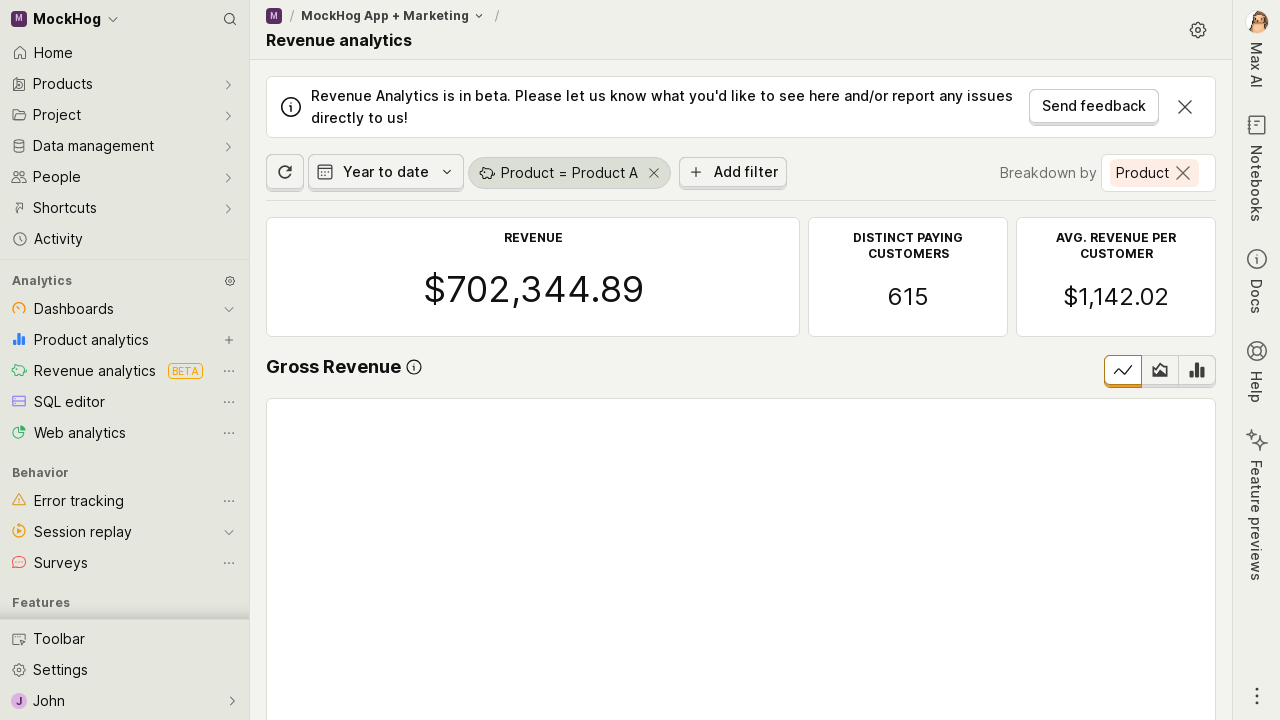 M MockHog
Home
Products
Project
Data management
People
Shortcuts
Activity
Analytics
Dashboards
Product analytics
Revenue analytics BETA
SQL editor
Web analytics
Behavior
Error tracking
Session replay
Surveys
Features
Toolbar
Settings
J John
M / MockHog App + Marketing /
Revenue analytics
Revenue Analytics is in beta. Please let us know what you'd like to see here and/or report any issues
directly to us!
Send feedback
Year to date
Product = Product A
Add filter
Breakdown by Product
REVENUE
$702,344.89
DISTINCT PAYING
CUSTOMERS
615
AVG. REVENUE PER
CUSTOMER
$1,142.02
Gross Revenue
Max AI
Notebooks
Docs
Help
Feature previews